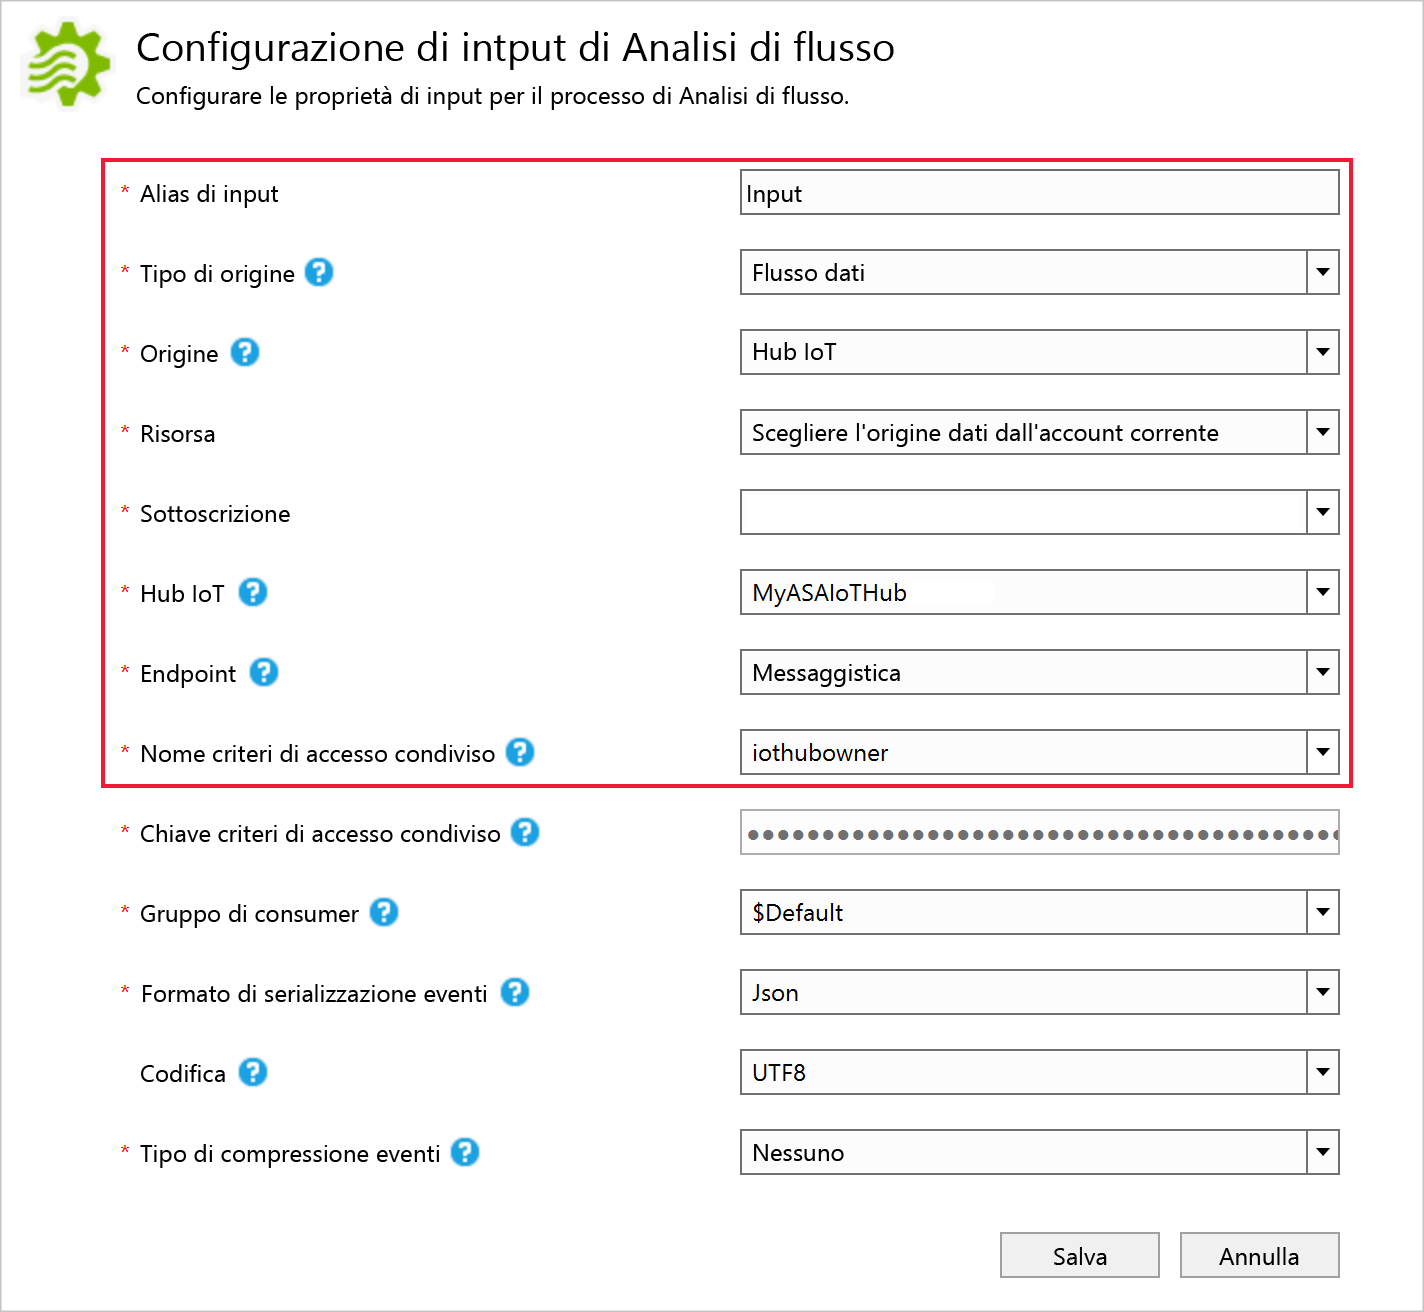 Configurazione di intput di Analisi di flusso
Configurare le proprietà di input per il processo di Analisi di flusso.
* Alias di input Input
* Tipo di origine ? Flusso dati
* Origine ? Hub IoT
* Risorsa Scegliere l'origine dati dall'account corrente
* Sottoscrizione
* Hub IoT ? MyASAIoTHub
* Endpoint ? Messaggistica
* Nome criteri di accesso condiviso ? iothubowner
* Chiave criteri di accesso condiviso ? ●●●●●●●●●●●●●●●●●●●●●●●●●●●●●●●●●●●●●●●●
* Gruppo di consumer ? $Default
* Formato di serializzazione eventi ? Json
Codifica ? UTF8
* Tipo di compressione eventi ? Nessuno
Salva Annulla